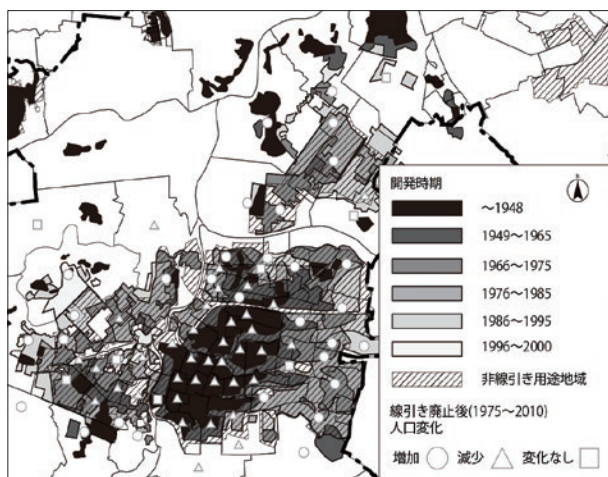 開発時期
N
～1948
1949～1965
1966～1975
1976～1985
1986～1995
1996～2000
非線引き用途地域
線引き廃止後(1975～2010)
人口変化
増加 ○ 減少 △ 変化なし □